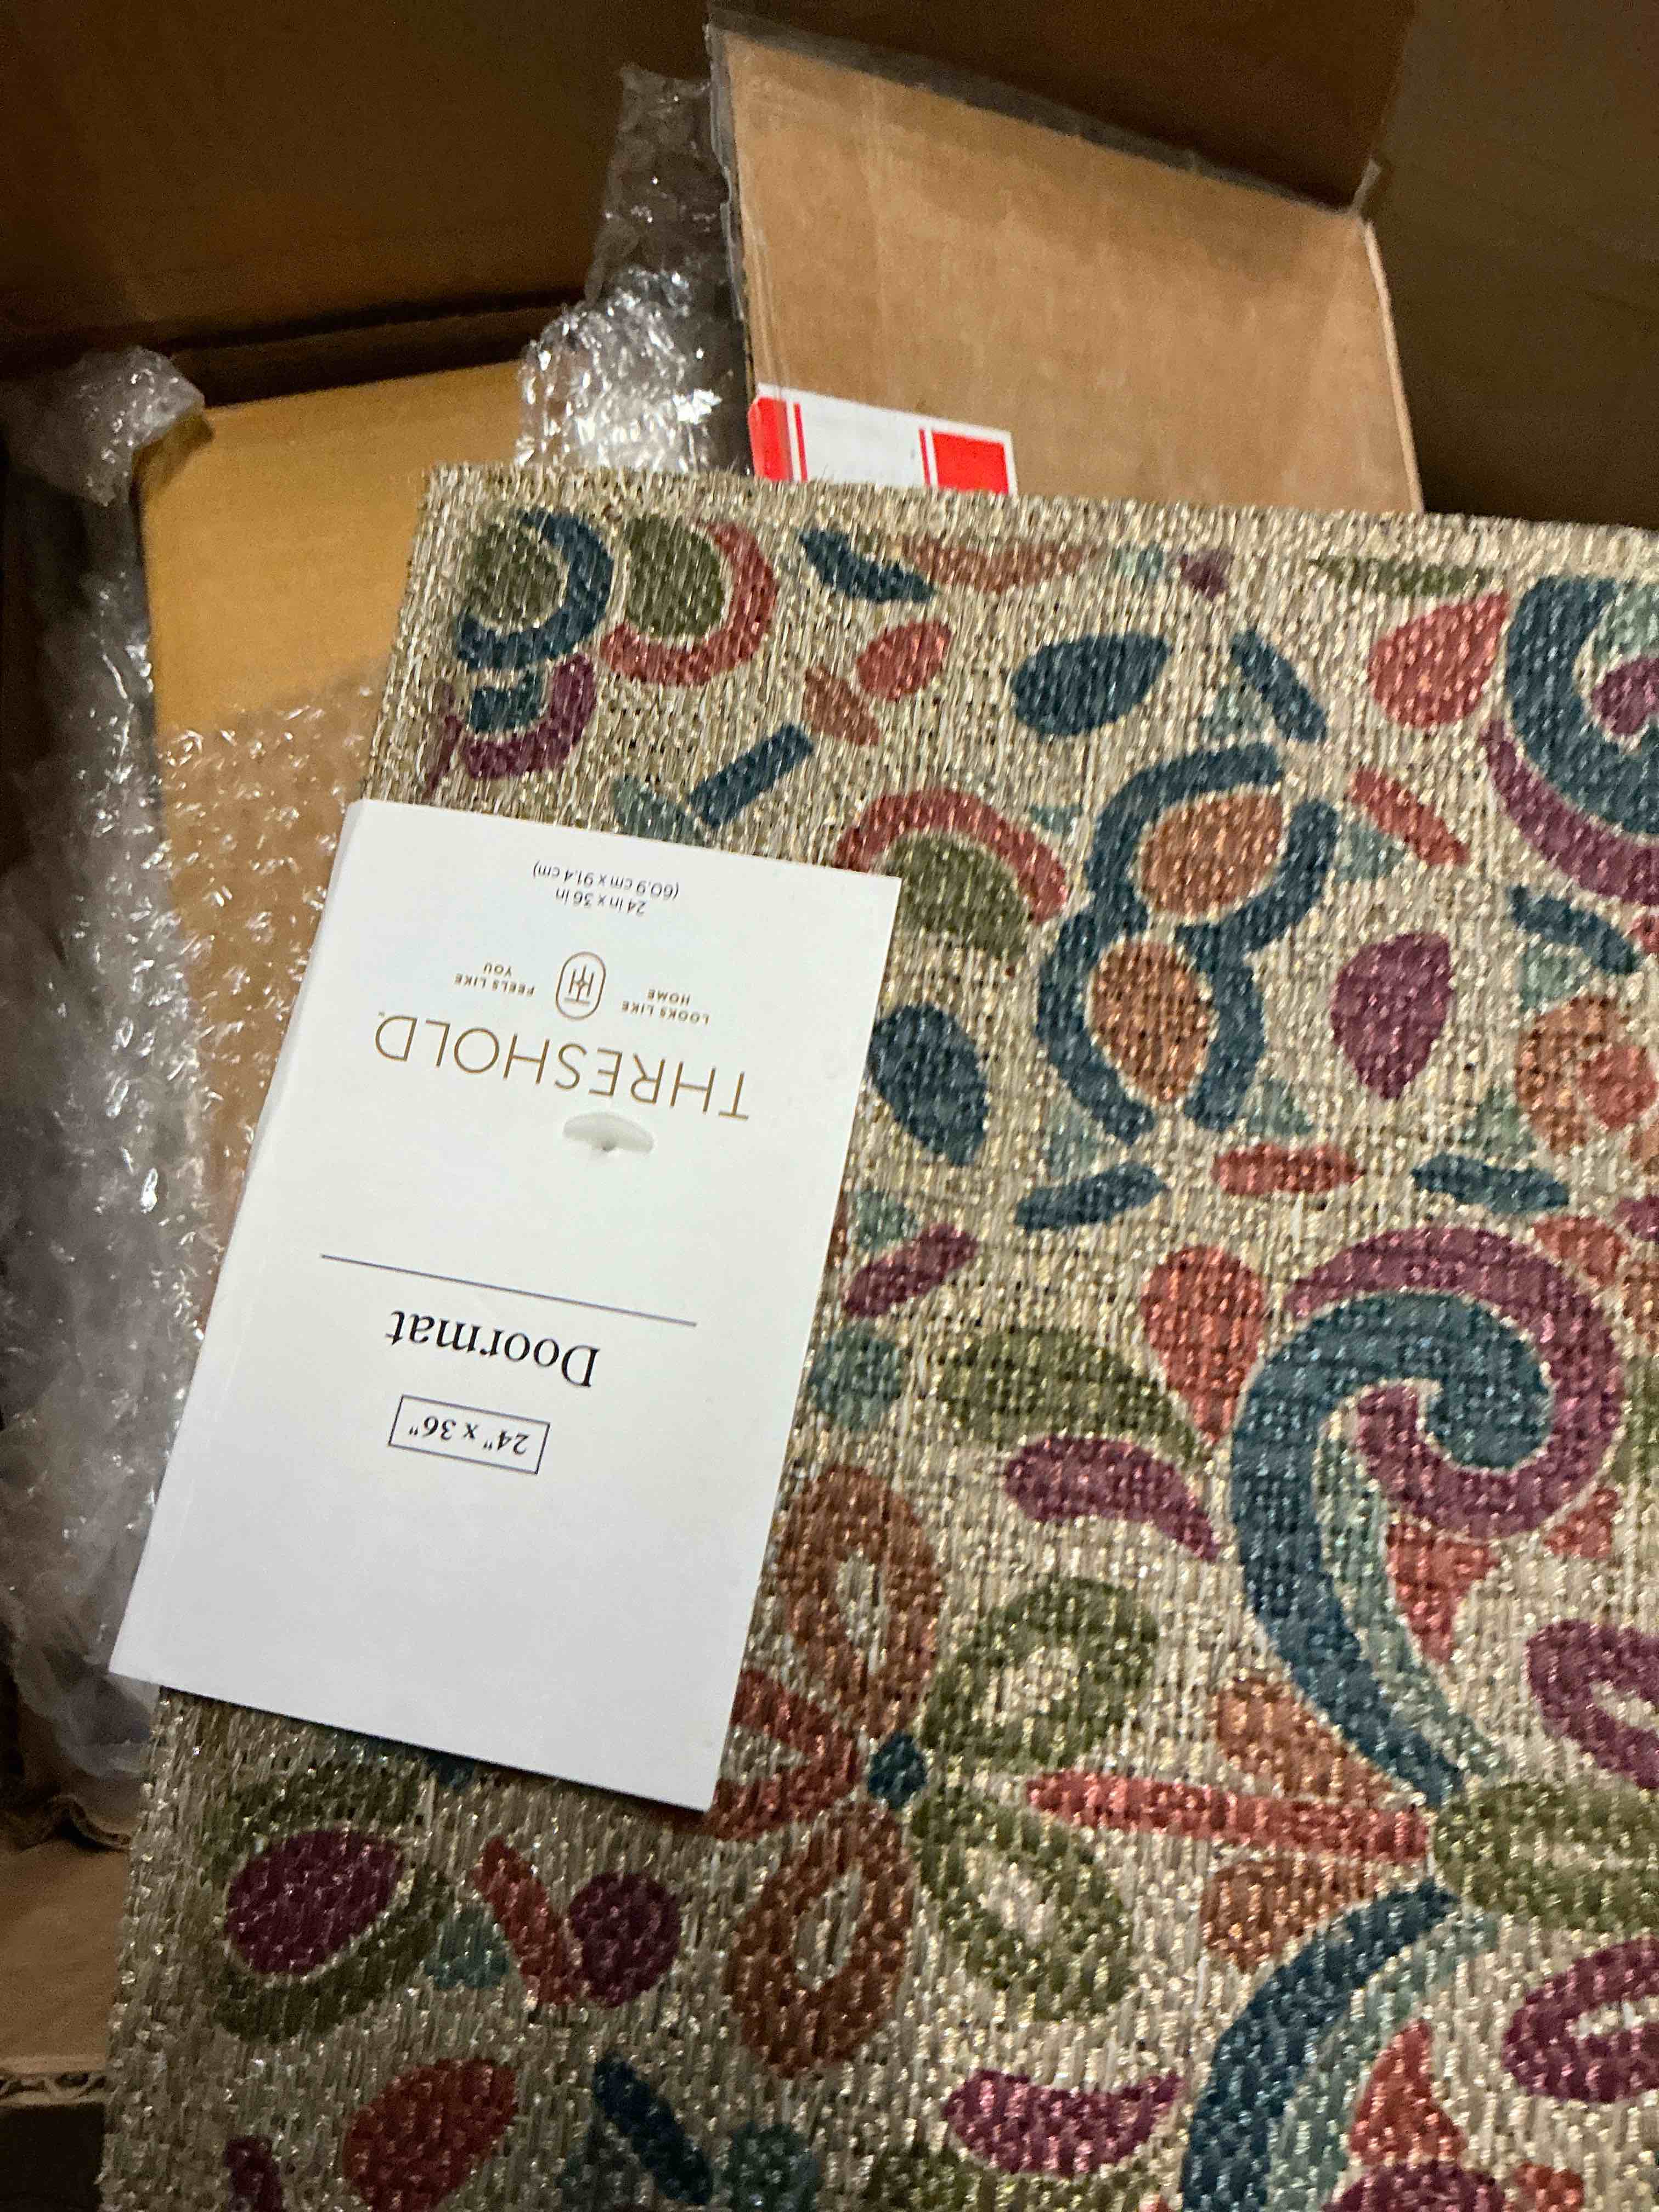 24" x 36"
Doormat
THRESHOLD™
LOOKS LIKE
HOME
FEELS LIKE
YOU
24 in x 36 in
(60.9 cm x 91.4 cm)